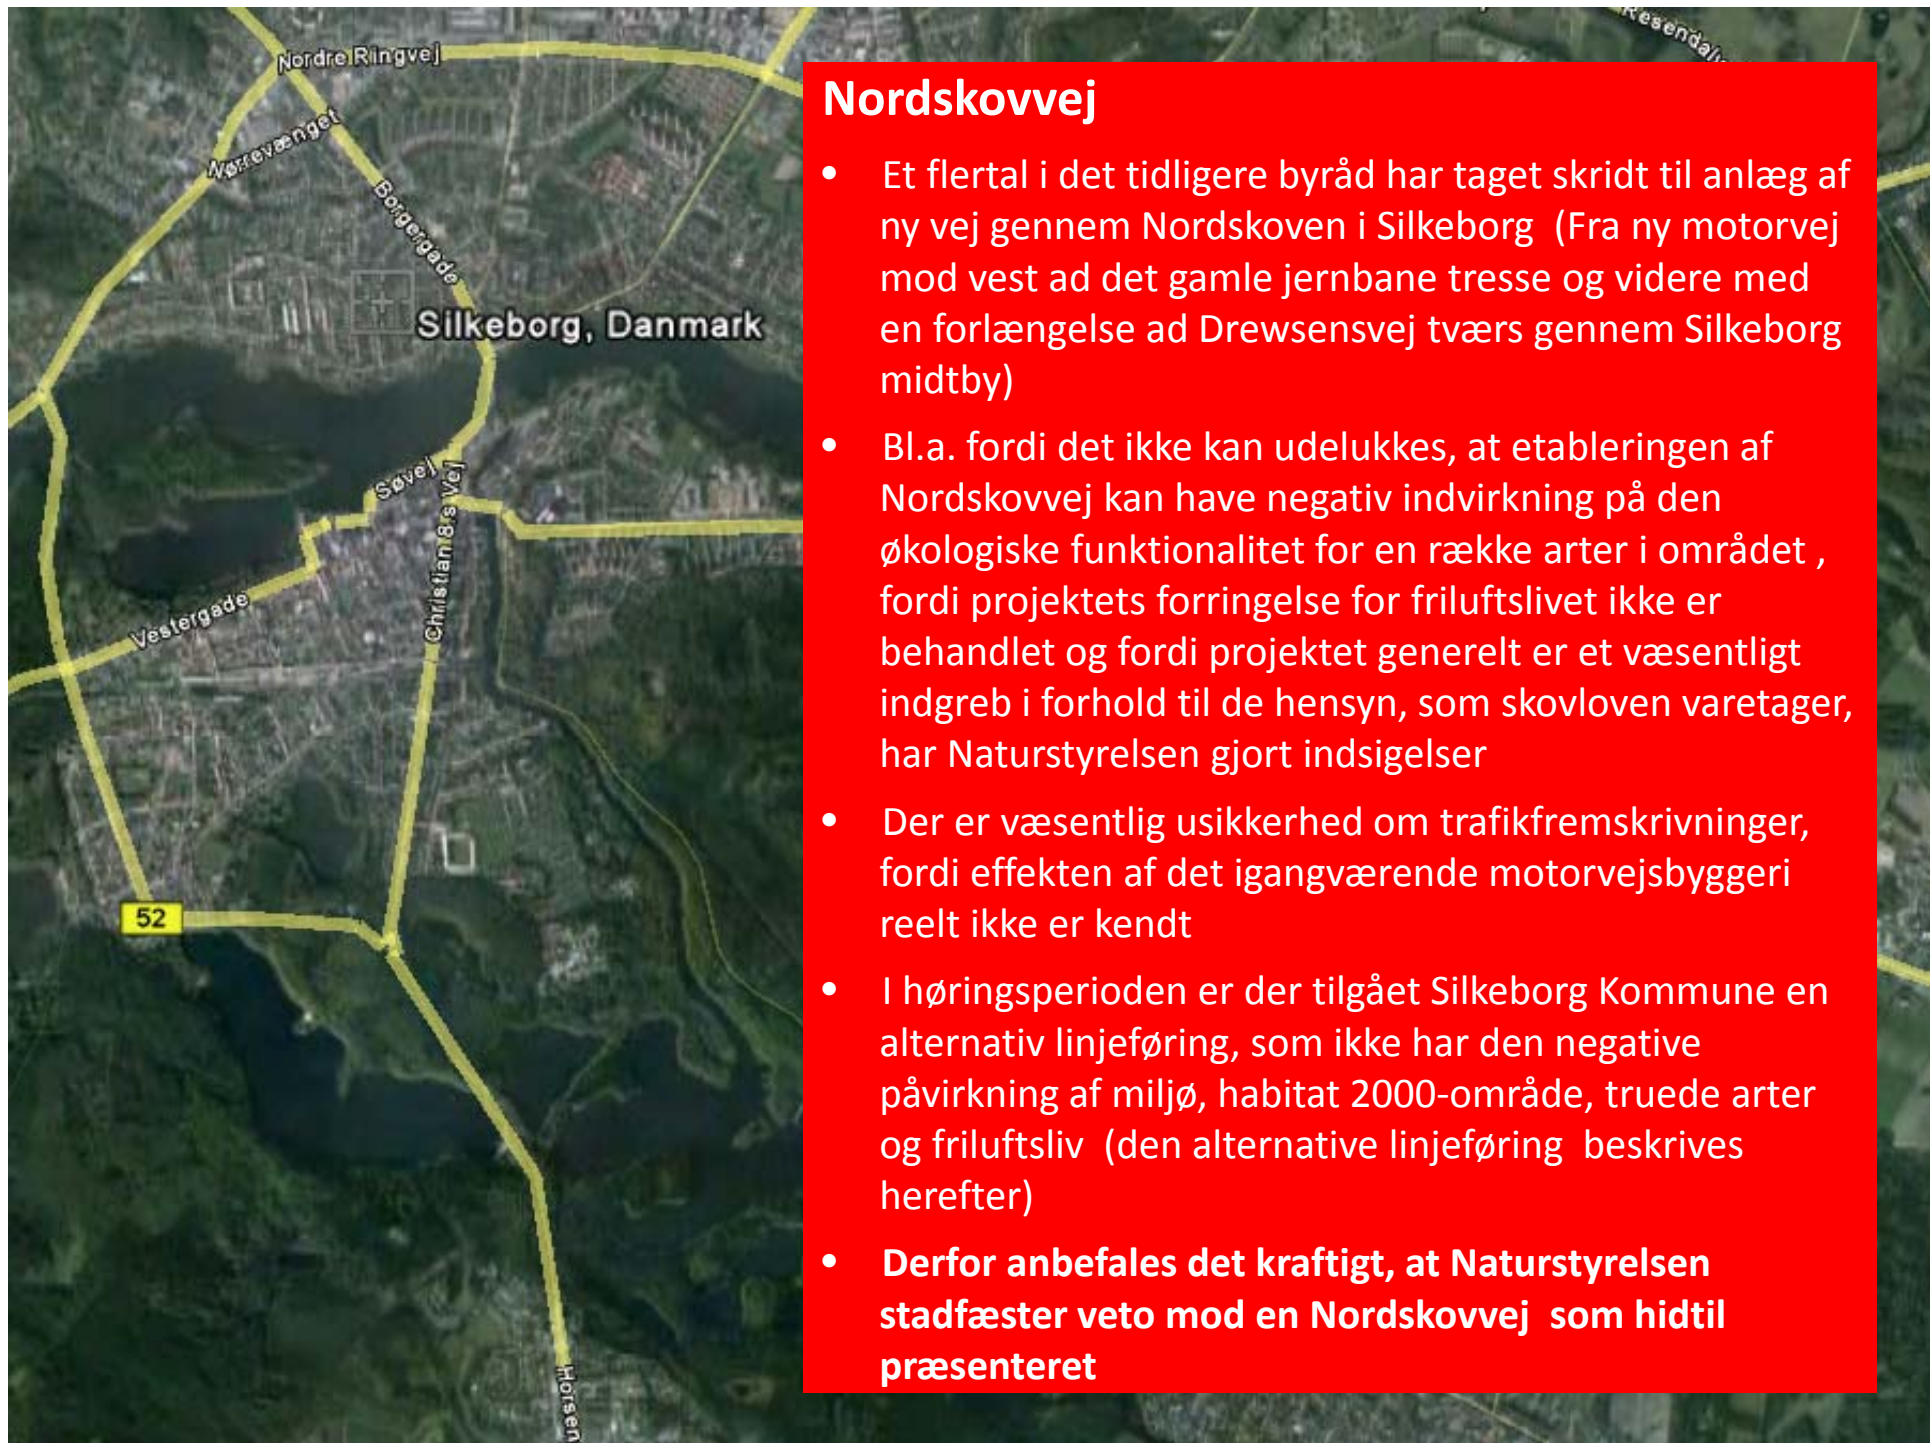 Nordre Ringvej
Resendal
Nørrevænget
Borgergade
Silkeborg, Danmark
Søvej
Christian 8.s Vej
Vestergade
52
Horsen
Nordskovvej
• Et flertal i det tidligere byråd har taget skridt til anlæg af
ny vej gennem Nordskoven i Silkeborg (Fra ny motorvej
mod vest ad det gamle jernbane tresse og videre med
en forlængelse ad Drewsensvej tværs gennem Silkeborg
midtby)
• Bl.a. fordi det ikke kan udelukkes, at etableringen af
Nordskovvej kan have negativ indvirkning på den
økologiske funktionalitet for en række arter i området ,
fordi projektets forringelse for friluftslivet ikke er
behandlet og fordi projektet generelt er et væsentligt
indgreb i forhold til de hensyn, som skovloven varetager,
har Naturstyrelsen gjort indsigelser
• Der er væsentlig usikkerhed om trafikfremskrivninger,
fordi effekten af det igangværende motorvejsbyggeri
reelt ikke er kendt
• I høringsperioden er der tilgået Silkeborg Kommune en
alternativ linjeføring, som ikke har den negative
påvirkning af miljø, habitat 2000-område, truede arter
og friluftsliv (den alternative linjeføring beskrives
herefter)
• Derfor anbefales det kraftigt, at Naturstyrelsen
stadfæster veto mod en Nordskovvej som hidtil
præsenteret